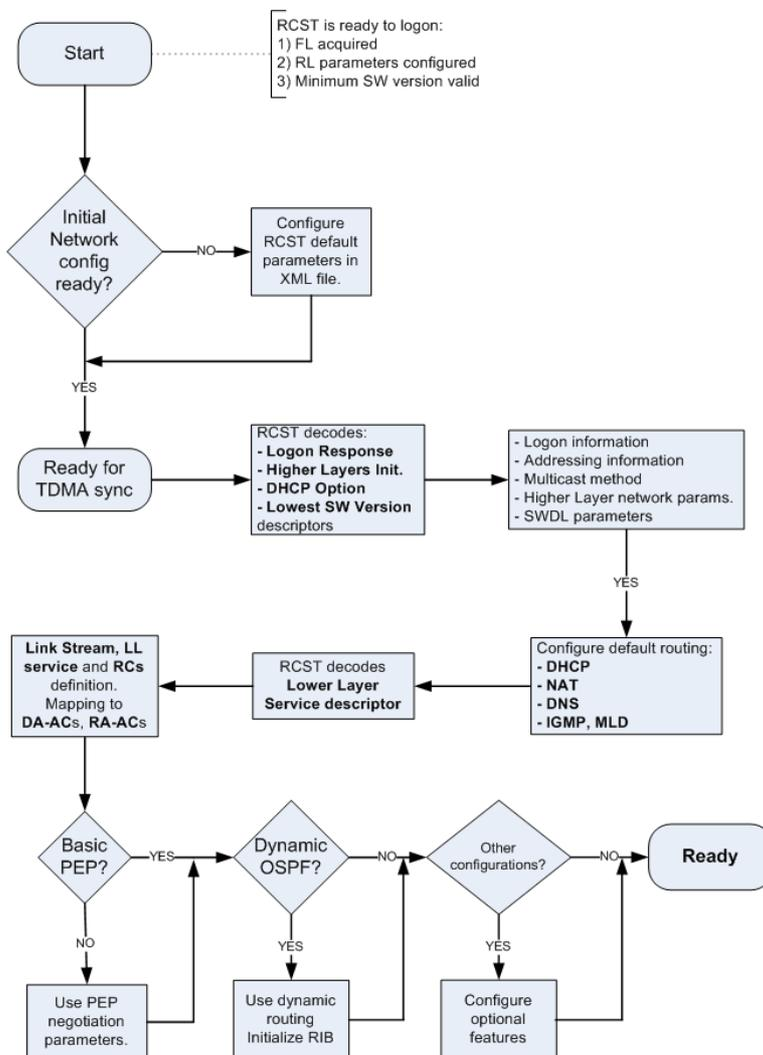 Start
RCST is ready to logon:
1) FL acquired
2) RL parameters configured
3) Minimum SW version valid
Initial
Network
config
ready?
NO
Configure
RCST default
parameters in
XML file.
YES
Ready for
TDMA sync
RCST decodes:
- Logon Response
- Higher Layers Init.
- DHCP Option
- Lowest SW Version
descriptors
- Logon information
- Addressing information
- Multicast method
- Higher Layer network params.
- SWDL parameters
YES
Configure default routing:
- DHCP
- NAT
- DNS
- IGMP, MLD
RCST decodes
Lower Layer
Service descriptor
Link Stream, LL
service and RCs
definition.
Mapping to
DA-ACs, RA-ACs
Basic
PEP?
YES
Dynamic
OSPF?
NO
Other
configurations?
NO
Ready
NO
YES
YES
Use PEP
negotiation
parameters.
Use dynamic
routing
Initialize RIB
Configure
optional
features